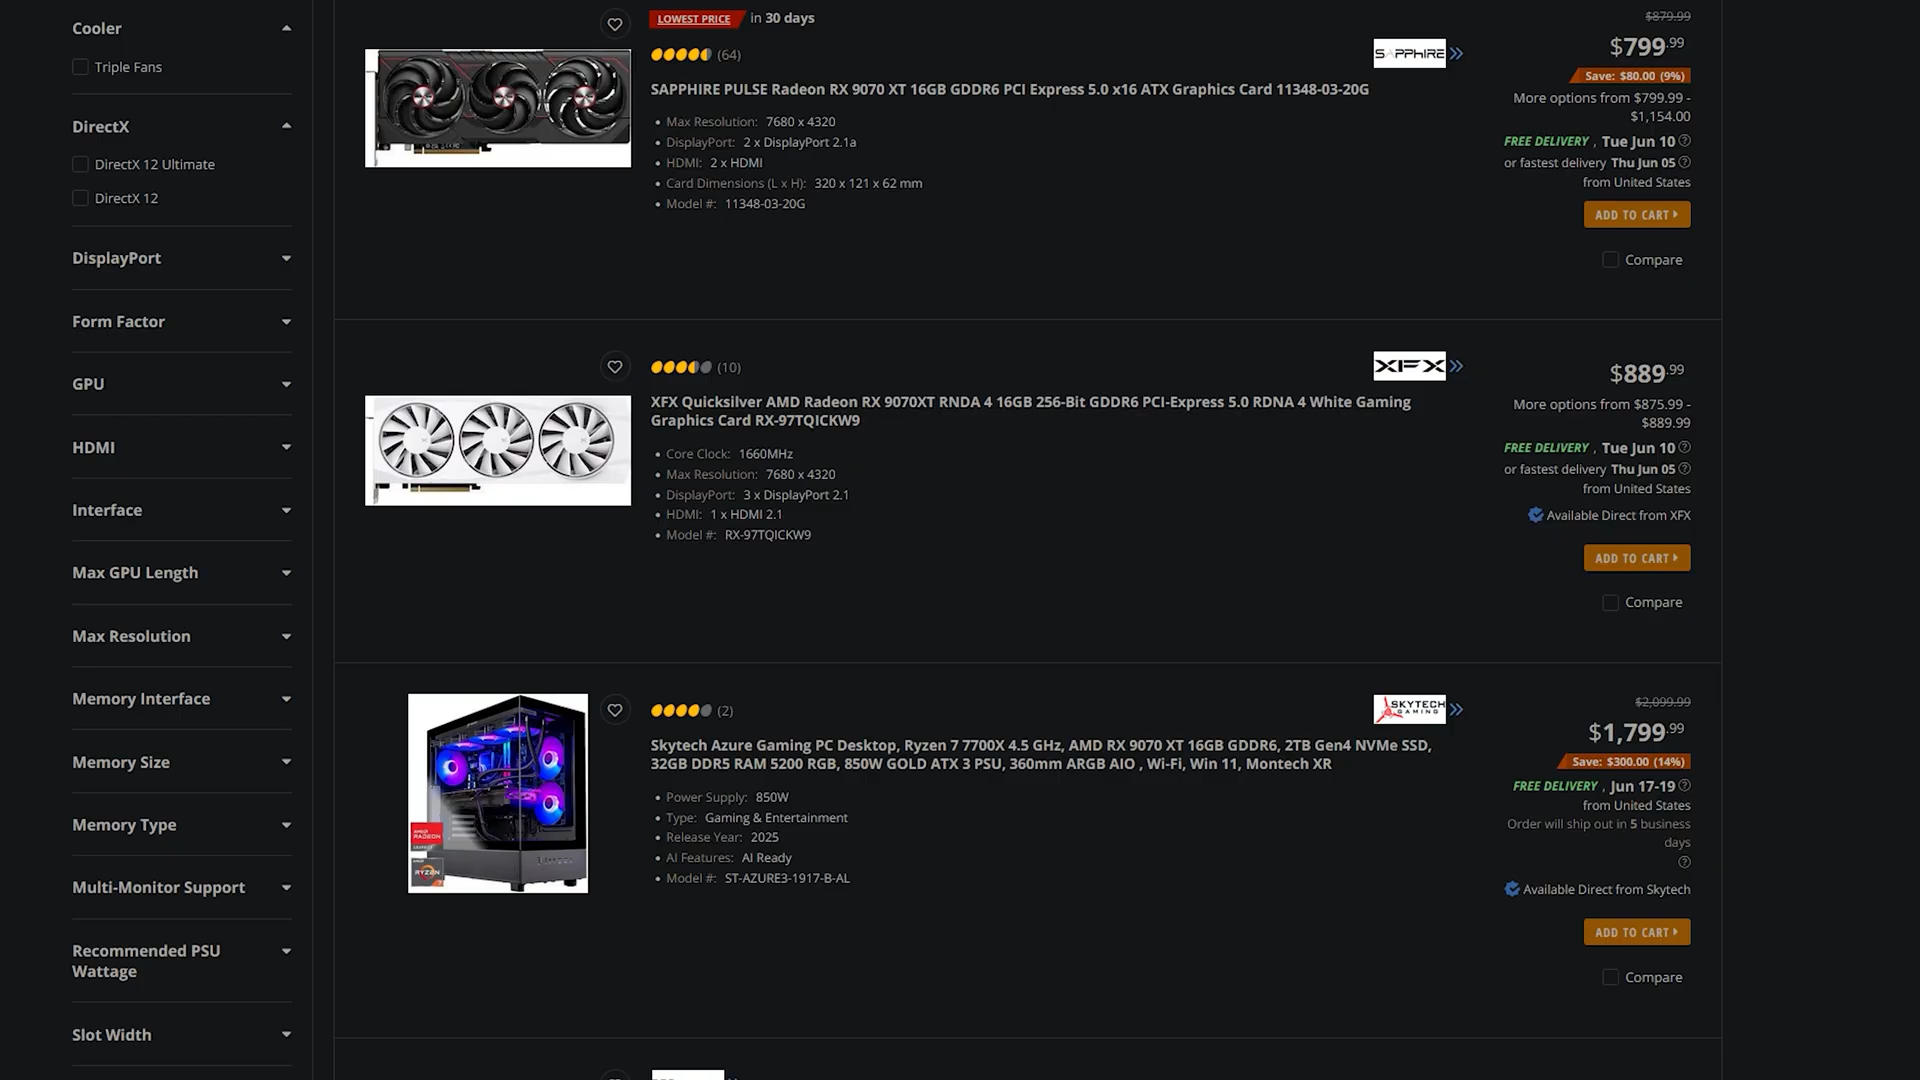 Cooler
Triple Fans
DirectX
DirectX 12 Ultimate
DirectX 12
DisplayPort
Form Factor
GPU
HDMI
Interface
Max GPU Length
Max Resolution
Memory Interface
Memory Size
Memory Type
Multi-Monitor Support
Recommended PSU
Wattage
Slot Width
LOWEST PRICE in 30 days
(64)
SAPPHIRE
SAPPHIRE PULSE Radeon RX 9070 XT 16GB GDDR6 PCI Express 5.0 x16 ATX Graphics Card 11348-03-20G
• Max Resolution: 7680 x 4320
• DisplayPort: 2 x DisplayPort 2.1a
• HDMI: 2 x HDMI
• Card Dimensions (L x H): 320 x 121 x 62 mm
• Model #: 11348-03-20G
$879.99
$799.99
Save: $80.00 (9%)
More options from $799.99 -
$1,154.00
FREE DELIVERY , Tue Jun 10
or fastest delivery Thu Jun 05
from United States
ADD TO CART
Compare
(10)
XFX
XFX Quicksilver AMD Radeon RX 9070XT RNDA 4 16GB 256-Bit GDDR6 PCI-Express 5.0 RDNA 4 White Gaming
Graphics Card RX-97TQICKW9
• Core Clock: 1660MHz
• Max Resolution: 7680 x 4320
• DisplayPort: 3 x DisplayPort 2.1
• HDMI: 1 x HDMI 2.1
• Model #: RX-97TQICKW9
$889.99
More options from $875.99 -
$889.99
FREE DELIVERY , Tue Jun 10
or fastest delivery Thu Jun 05
from United States
Available Direct from XFX
ADD TO CART
Compare
AMD
RADEON
RYZEN
(2)
SKYTECH
GAMING
Skytech Azure Gaming PC Desktop, Ryzen 7 7700X 4.5 GHz, AMD RX 9070 XT 16GB GDDR6, 2TB Gen4 NVMe SSD,
32GB DDR5 RAM 5200 RGB, 850W GOLD ATX 3 PSU, 360mm ARGB AIO , Wi-Fi, Win 11, Montech XR
• Power Supply: 850W
• Type: Gaming & Entertainment
• Release Year: 2025
• AI Features: AI Ready
• Model #: ST-AZURE3-1917-B-AL
$2,099.99
$1,799.99
Save: $300.00 (14%)
FREE DELIVERY , Jun 17-19
from United States
Order will ship out in 5 business
days
Available Direct from Skytech
ADD TO CART
Compare